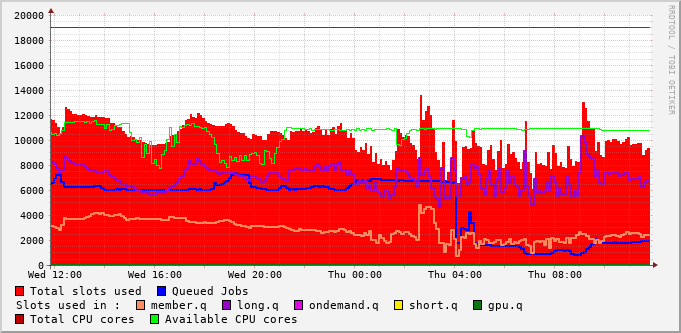 20000
18000
16000
14000
12000
10000
8000
6000
4000
2000
0
Wed 12:00 Wed 16:00 Wed 20:00 Thu 00:00 Thu 04:00 Thu 08:00
RRDTOOL / TOBI OETIKER
Total slots used Queued Jobs
Slots used in : member.q long.q ondemand.q short.q gpu.q
Total CPU cores Available CPU cores